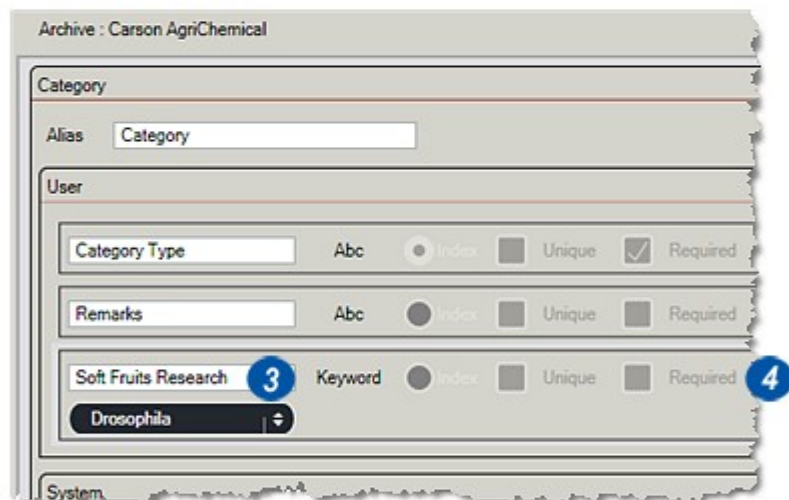 Archive : Carson AgriChemical
Category
Alias Category
User
Category Type Abc Index Unique Required
Remarks Abc Index Unique Required
Soft Fruits Research 3 Keyword Index Unique Required 4
Drosophila
System